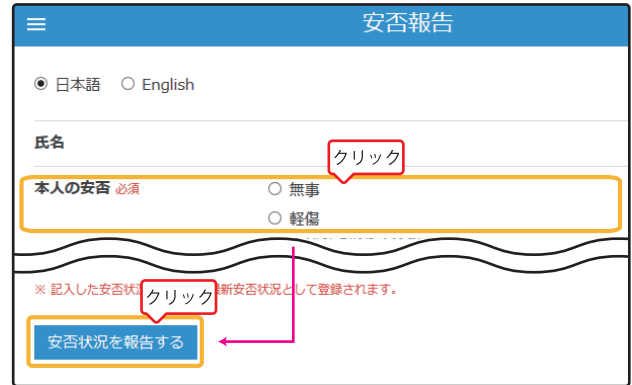 安否報告
日本語 English
氏名
クリック
本人の安否 必須
無事
軽傷
※ 記入した安否状
クリック
新安否状況として登録されます。
安否状況を報告する